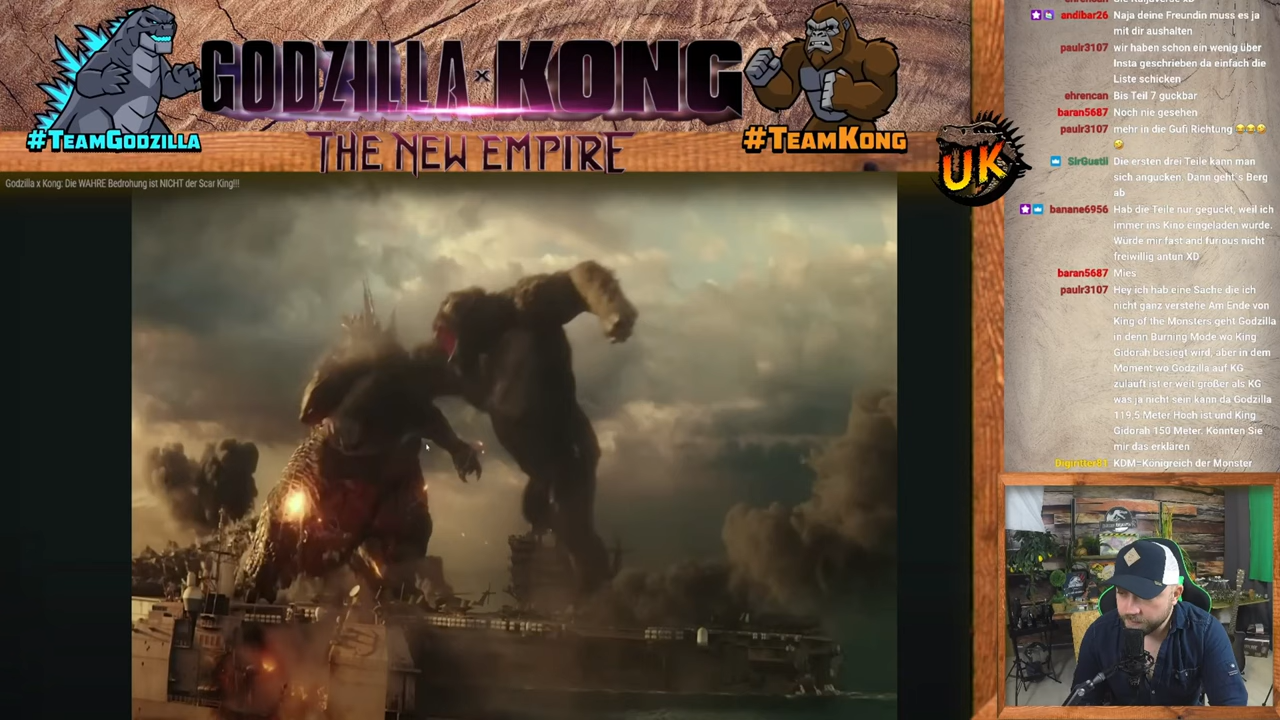 GODZILLA x KONG
#TEAMGODZILLA
#TEAMKONG
THE NEW EMPIRE
UK
Godzilla x Kong: Die WAHRE Bedrohung ist NICHT der Scar King!!!
andibar26 Naja deine Freundin muss es ja
mit dir aushalten
paulr3107 wir haben schon ein wenig über
Insta geschrieben da einfach die
Liste schicken
ehrencan Bis Teil 7 guckbar
baran5687 Noch nie gesehen
paulr3107 mehr in die Gufi Richtung 😂😂🤣
🤣
SirGustii Die ersten drei Teile kann man
sich angucken. Dann geht´s Berg
ab
banane6956 Hab die Teile nur geguckt, weil ich
immer ins Kino eingeladen wurde.
Würde mir fast and furious nicht
freiwillig antun XD
baran5687 Mies
paulr3107 Hey ich hab eine Sache die ich
nicht ganz verstehe Am Ende von
King of the Monsters geht Godzilla
in denn Burning Mode wo King
Gidorah besiegt wird, aber in dem
Moment wo Godzilla auf KG
zuläuft ist er weit größer als KG
was ja nicht sein kann da Godzilla
119,5 Meter Hoch ist und King
Gidorah 150 Meter. Könnten Sie
mir das erklären
KDM=Königreich der Monster